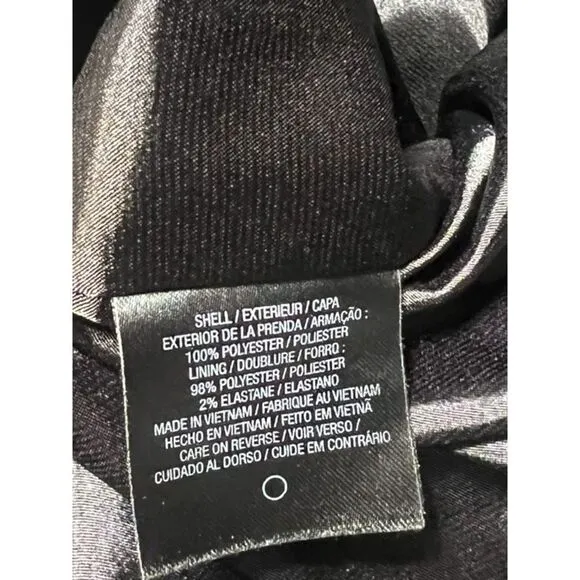 SHELL / EXTERIEUR / CAPA
EXTERIOR DE LA PRENDA / ARMAÇÃO :
100% POLYESTER / POLIESTER
LINING / DOUBLURE / FORRO :
98% POLYESTER / POLIESTER
2% ELASTANE / ELASTANO
MADE IN VIETNAM / FABRIQUE AU VIETNAM
HECHO EN VIETNAM / FEITO EM VIETNÃ
CARE ON REVERSE / VOIR VERSO /
CUIDADO AL DORSO / CUIDE EM CONTRÁRIO